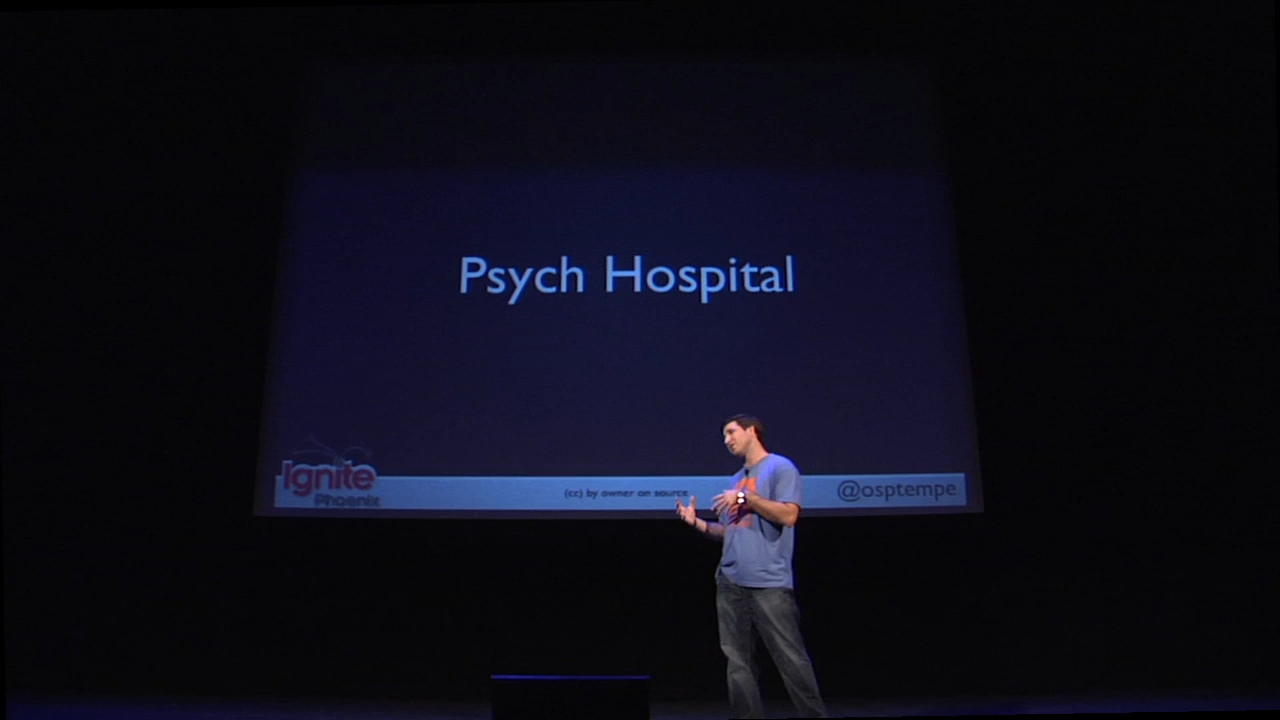 Psych Hospital
Ignite
Phoenix
(cc) by owner on source
@osptempe